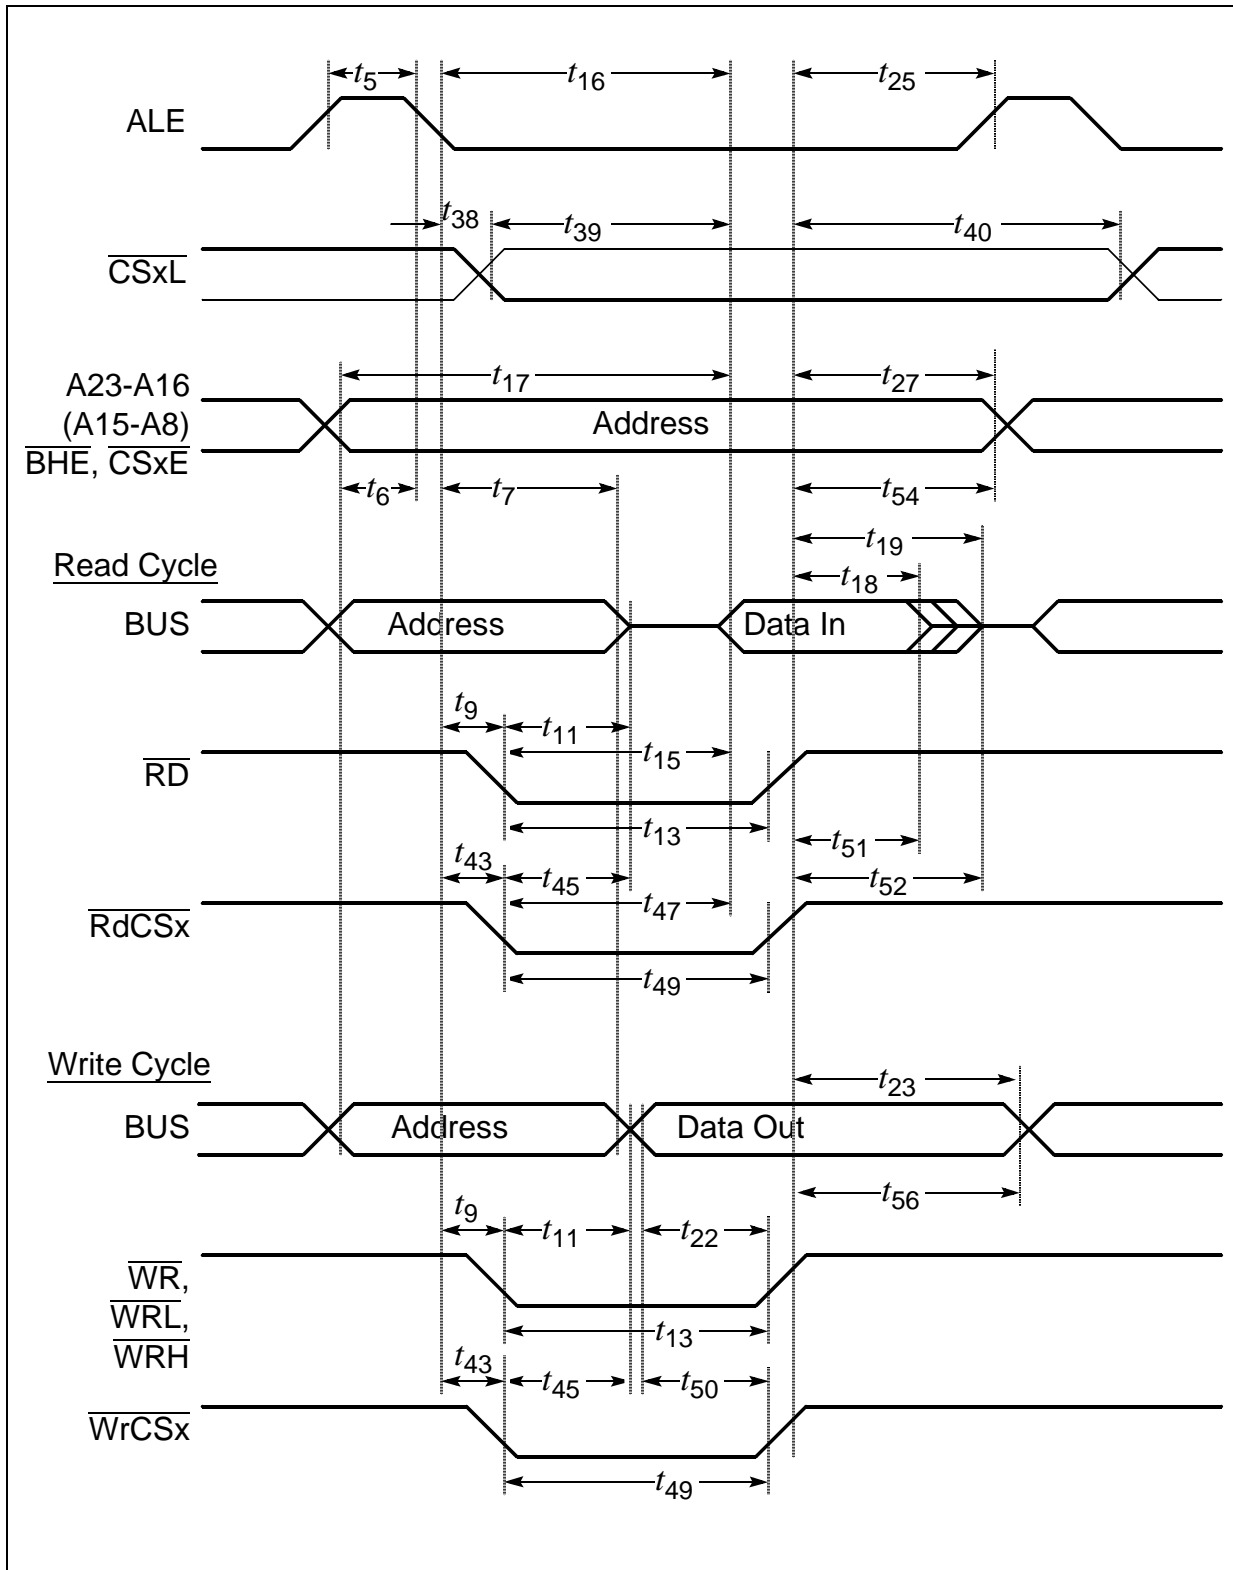 t5 t16 t25
ALE
t38 t39 t40
CSxL
t17 t27
A23-A16
(A15-A8)
BHE, CSxE
Address
t6 t7 t54
t19
Read Cycle
t18
BUS Address Data In
t9 t11
t15
RD
t13 t51
t43 t45 t52
t47
RdCSx
t49
Write Cycle
t23
BUS Address Data Out
t56
t9 t11 t22
WR,
WRL,
WRH
t13
t43 t45 t50
WrCSx
t49